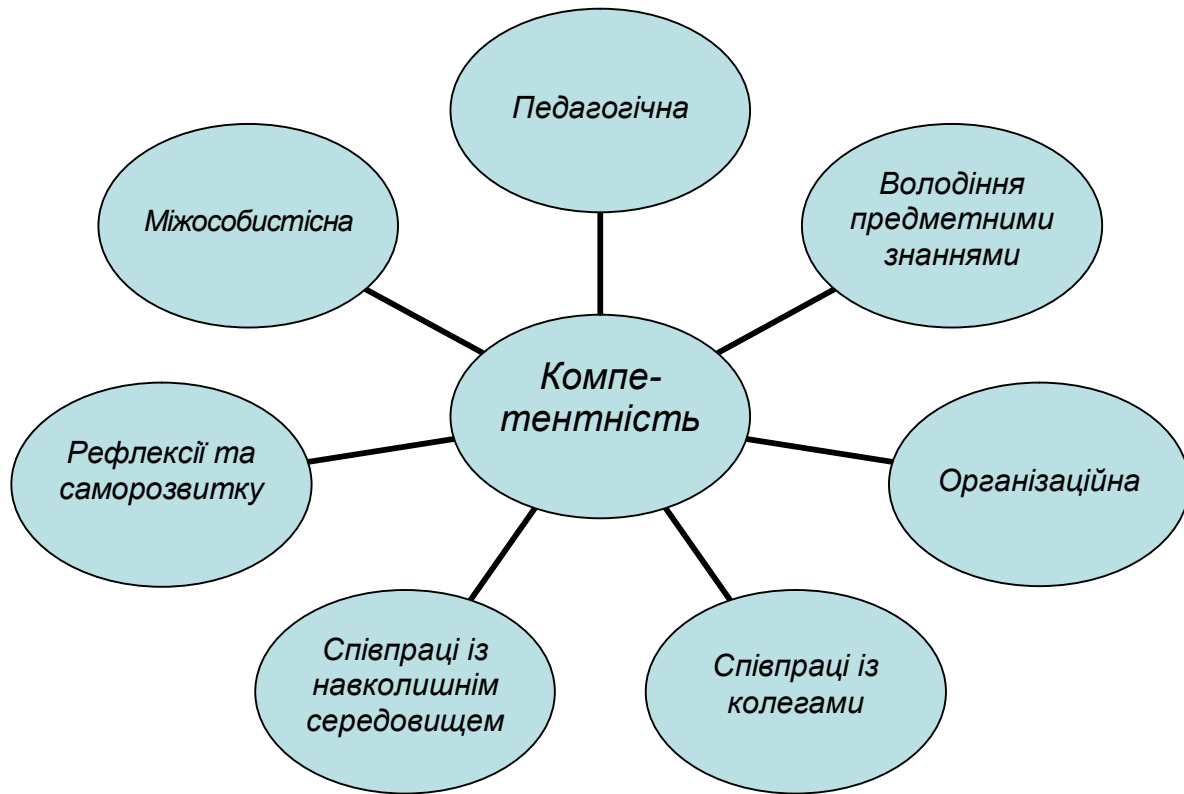 Педагогічна
Володіння
предметними
знаннями
Міжособистісна
Компе-
тентність
Рефлексії та
саморозвитку
Організаційна
Співпраці із
навколишнім
середовищем
Співпраці із
колегами